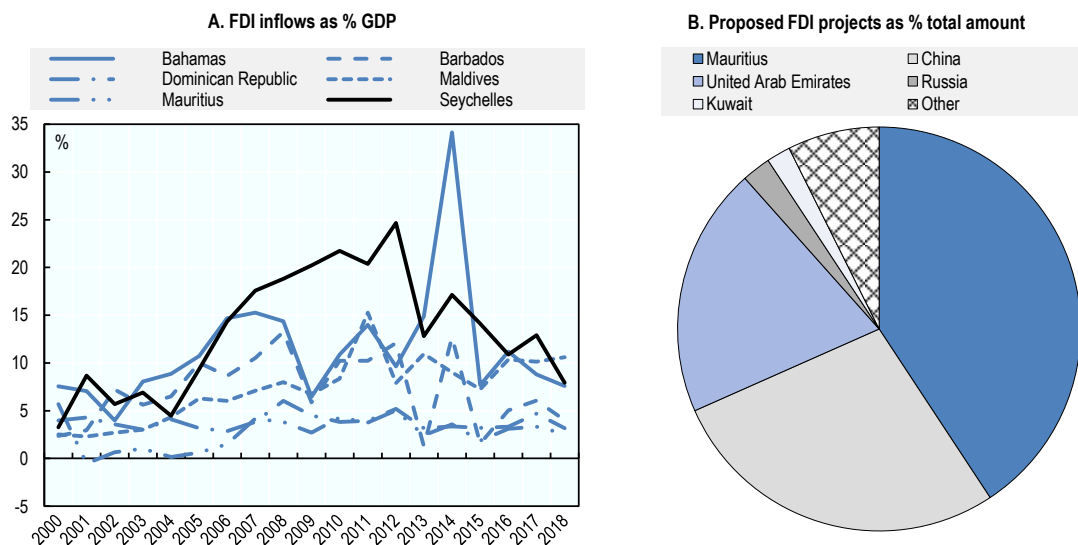 A. FDI inflows as % GDP
Bahamas
Barbados
Dominican Republic
Maldives
Mauritius
Seychelles
%
35
30
25
20
15
10
5
0
-5
2000
2001
2002
2003
2004
2005
2006
2007
2008
2009
2010
2011
2012
2013
2014
2015
2016
2017
2018
B. Proposed FDI projects as % total amount
Mauritius
China
United Arab Emirates
Russia
Kuwait
Other